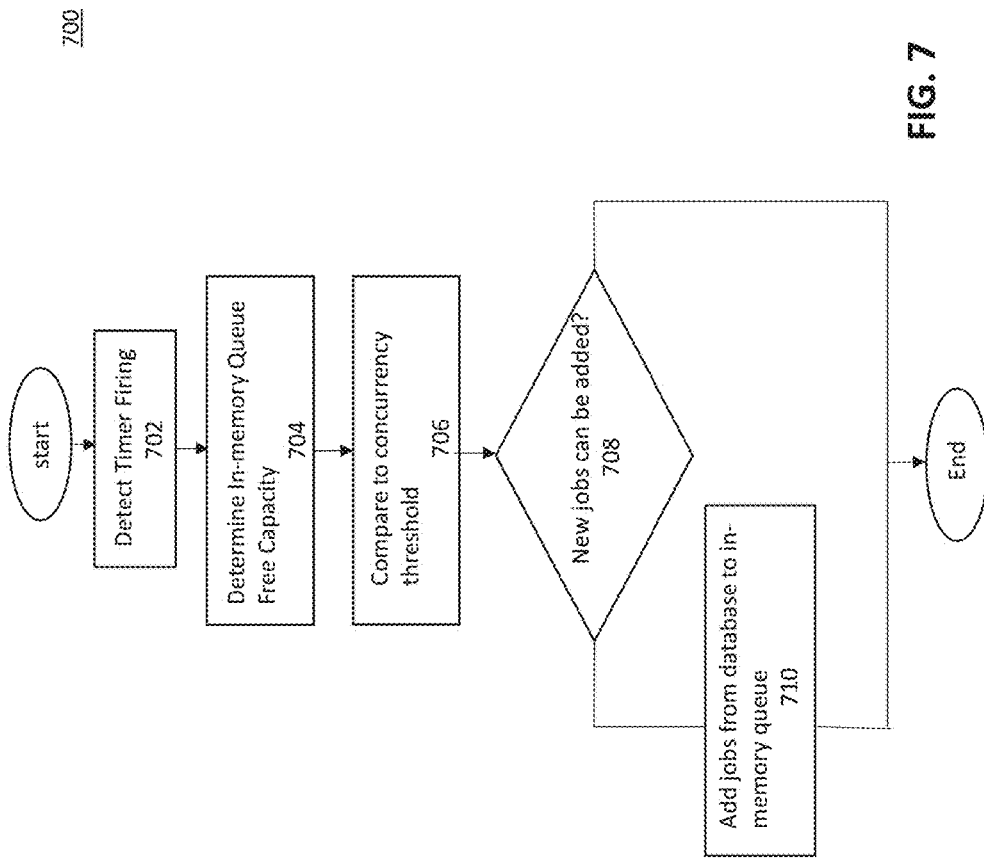 700
start
Detect Timer Firing
702
Determine In-memory Queue
Free Capacity
704
Compare to concurrency
threshold
706
New jobs can be added?
708
Add jobs from database to in-
memory queue
710
End
FIG. 7